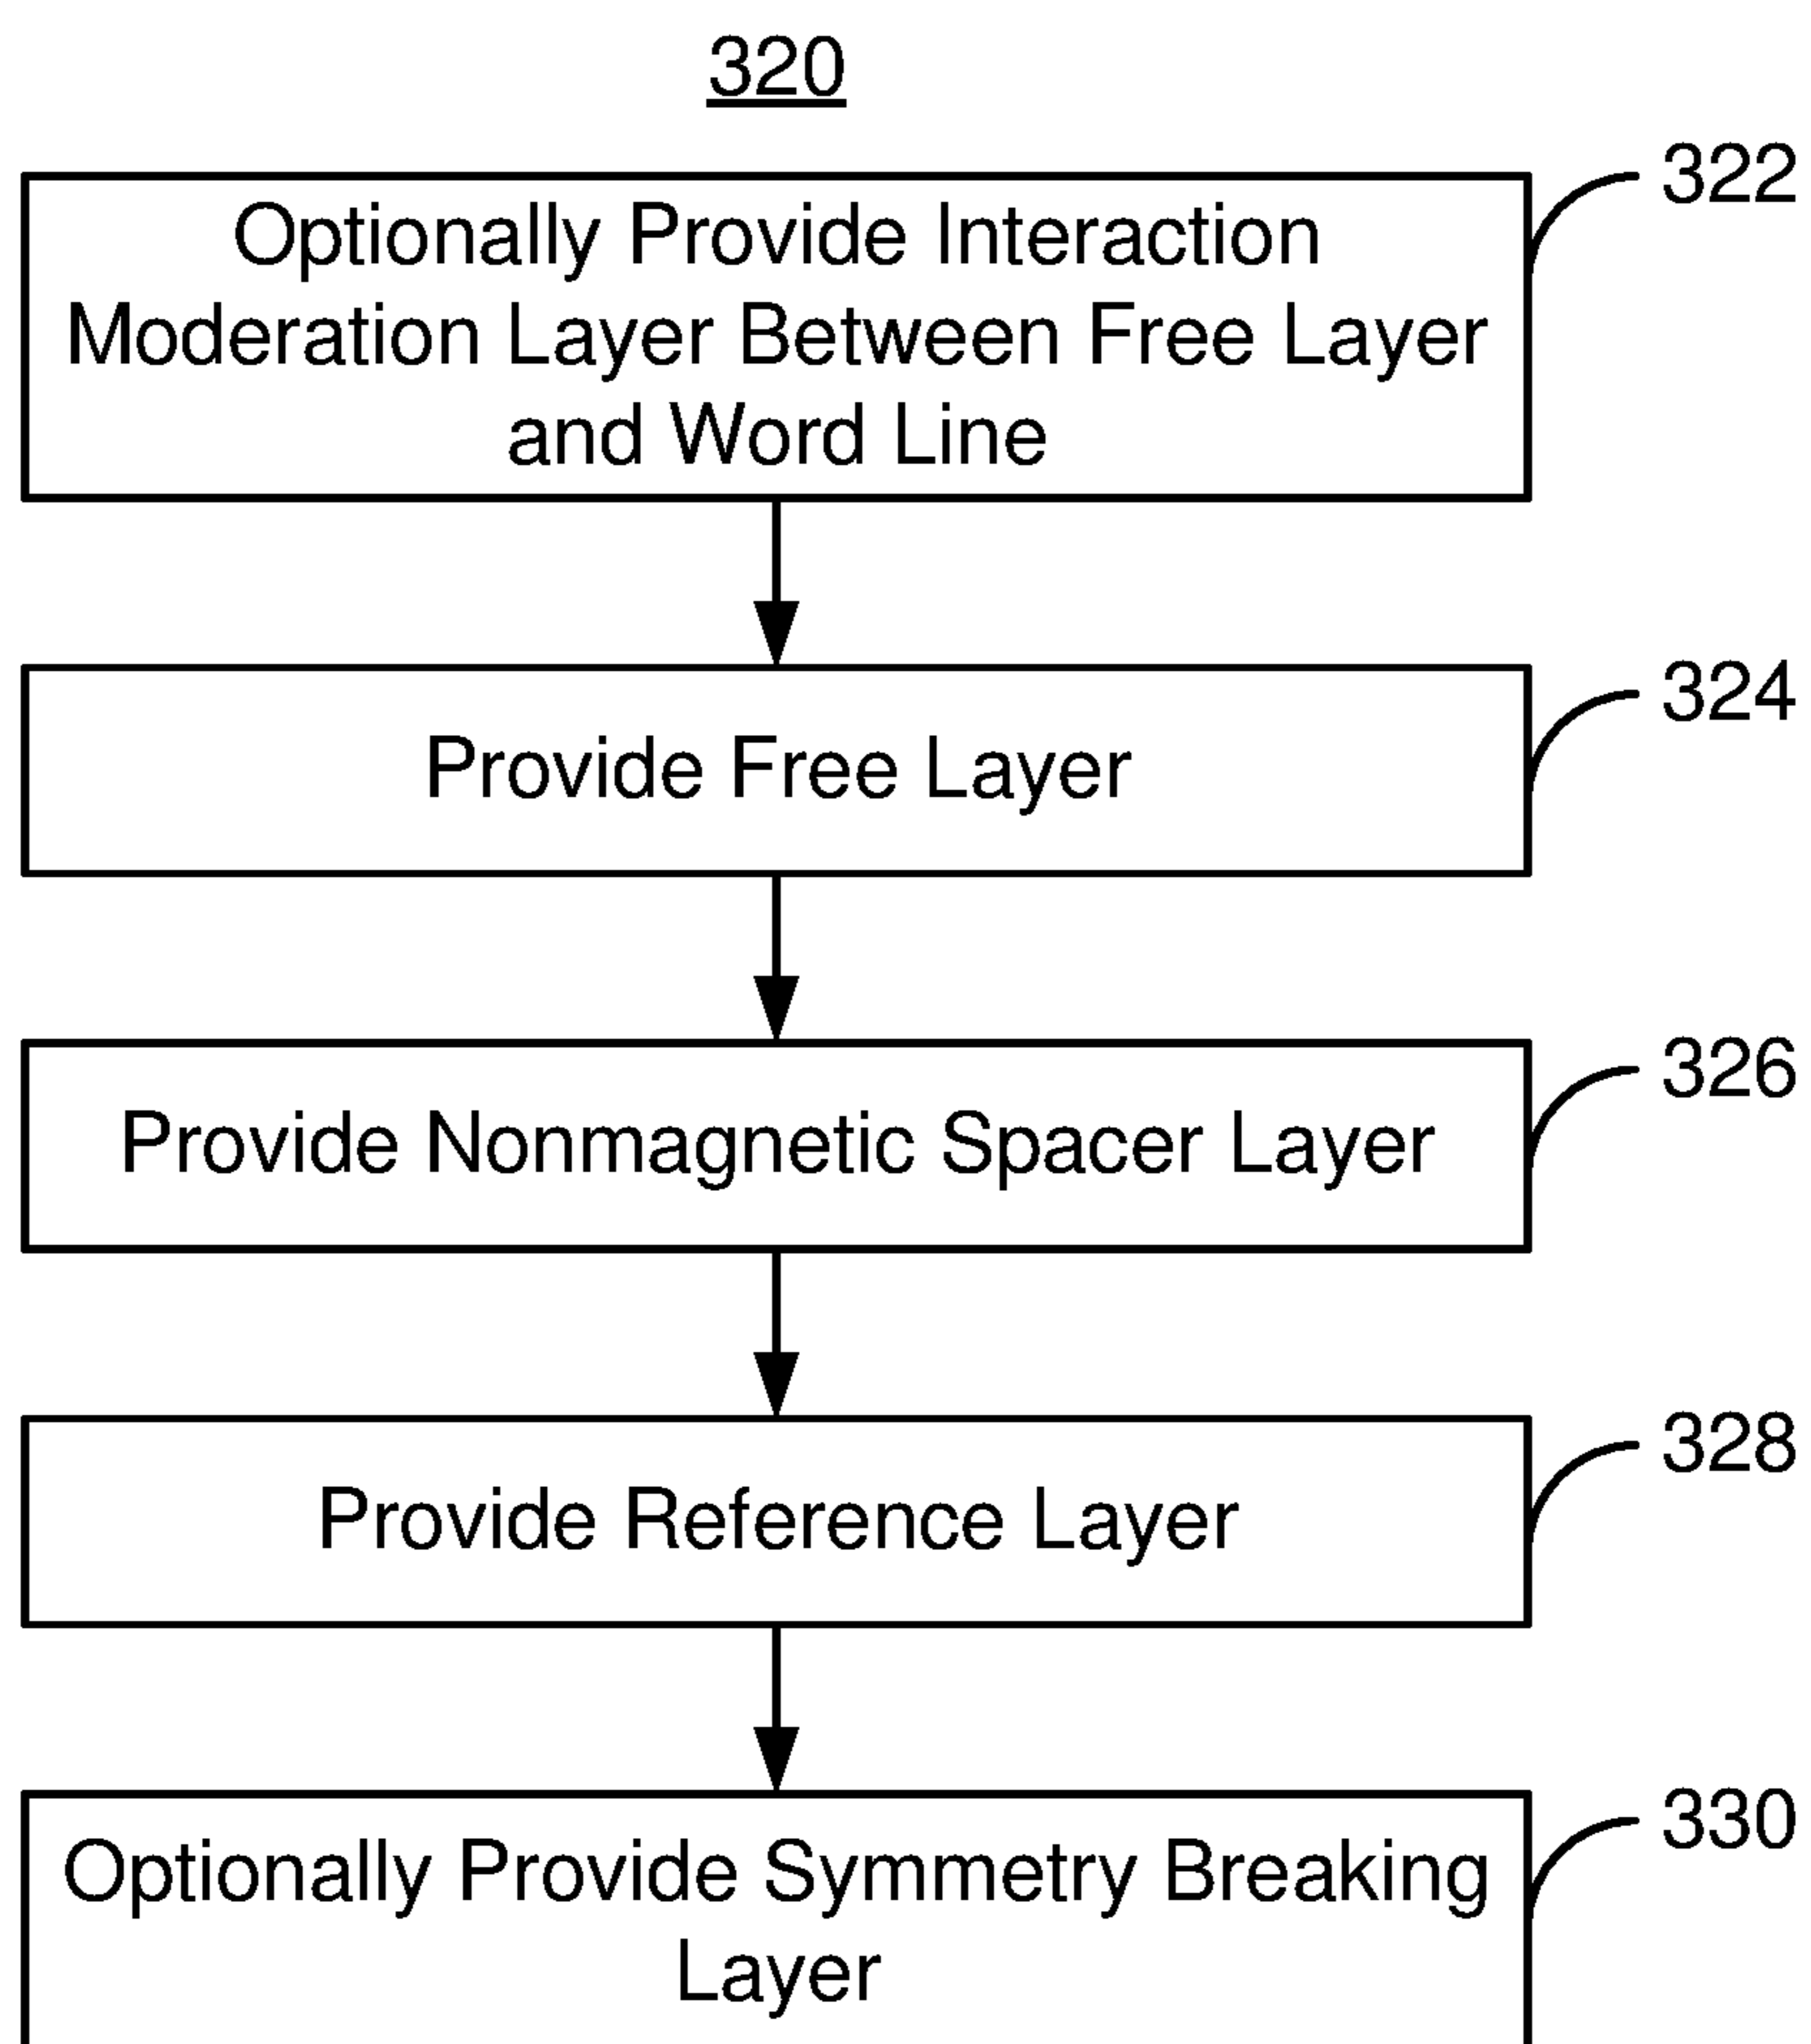 320
Optionally Provide Interaction
Moderation Layer Between Free Layer
and Word Line
322
Provide Free Layer
324
Provide Nonmagnetic Spacer Layer
326
Provide Reference Layer
328
Optionally Provide Symmetry Breaking
Layer
330